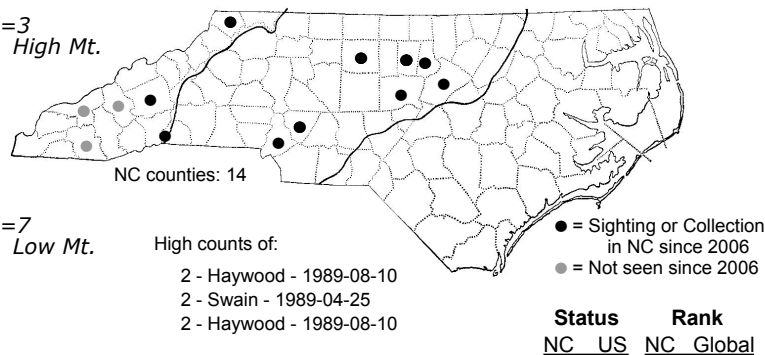 =3
High Mt.
NC counties: 14
=7
Low Mt.
High counts of:
2 - Haywood - 1989-08-10
2 - Swain - 1989-04-25
2 - Haywood - 1989-08-10
● = Sighting or Collection
in NC since 2006
● = Not seen since 2006
Status Rank
NC US NC Global